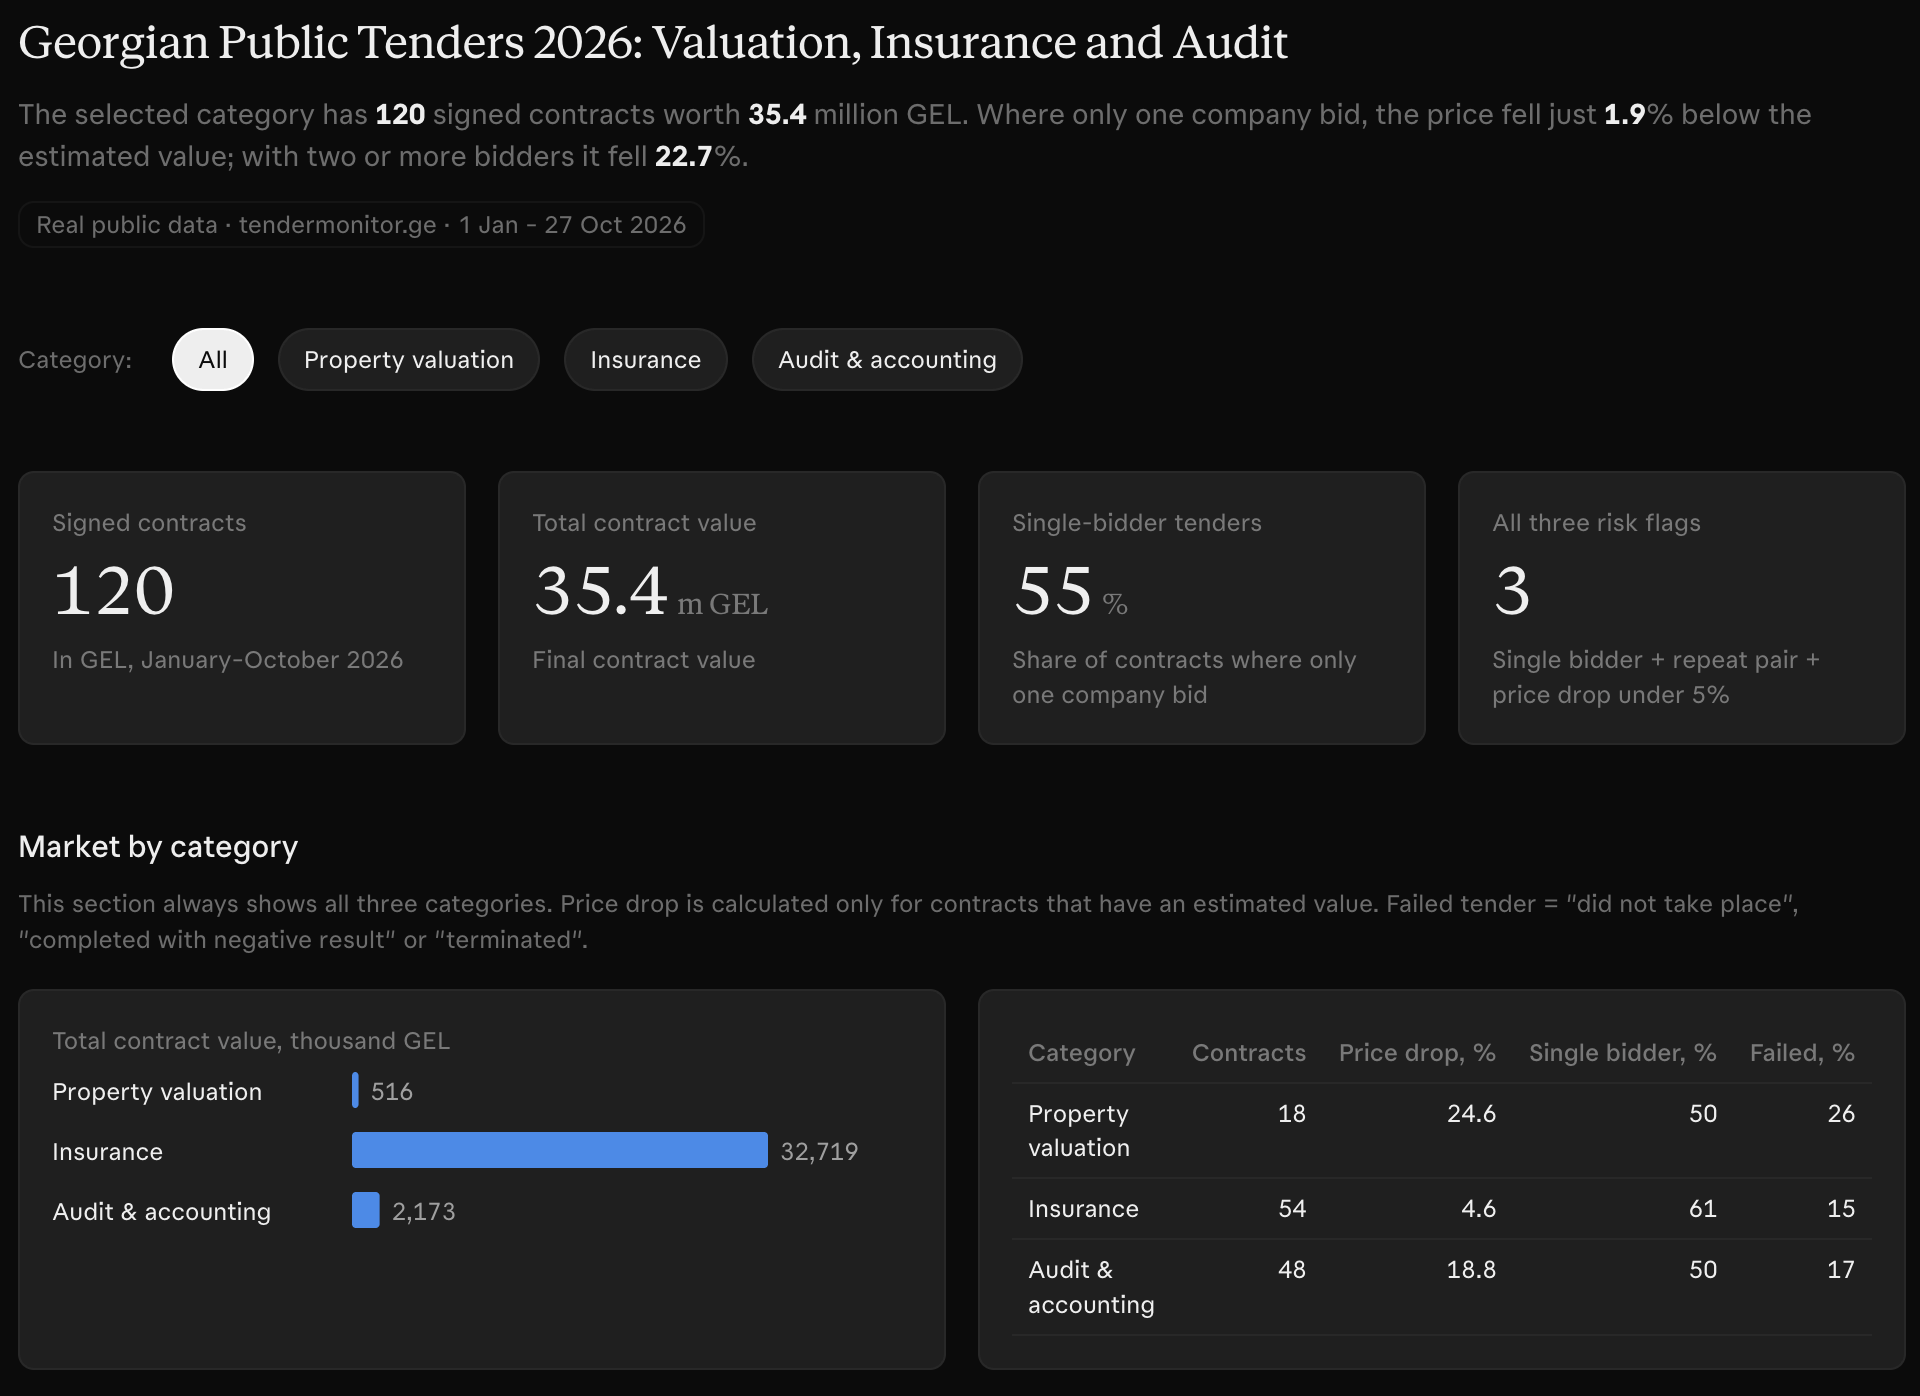 Georgian Public Tenders 2026: Valuation, Insurance and Audit
The selected category has 120 signed contracts worth 35.4 million GEL. Where only one company bid, the price fell just 1.9% below the
estimated value; with two or more bidders it fell 22.7%.
Real public data · tendermonitor.ge · 1 Jan – 27 Oct 2026
Category:
All
Property valuation
Insurance
Audit & accounting
Signed contracts
120
In GEL, January–October 2026
Total contract value
35.4 m GEL
Final contract value
Single-bidder tenders
55 %
Share of contracts where only
one company bid
All three risk flags
3
Single bidder + repeat pair +
price drop under 5%
Market by category
This section always shows all three categories. Price drop is calculated only for contracts that have an estimated value. Failed tender = "did not take place",
"completed with negative result" or "terminated".
Total contract value, thousand GEL
Property valuation 516
Insurance 32,719
Audit & accounting 2,173
Category Contracts Price drop, % Single bidder, % Failed, %
Property 18 24.6 50 26
valuation
Insurance 54 4.6 61 15
Audit & 48 18.8 50 17
accounting